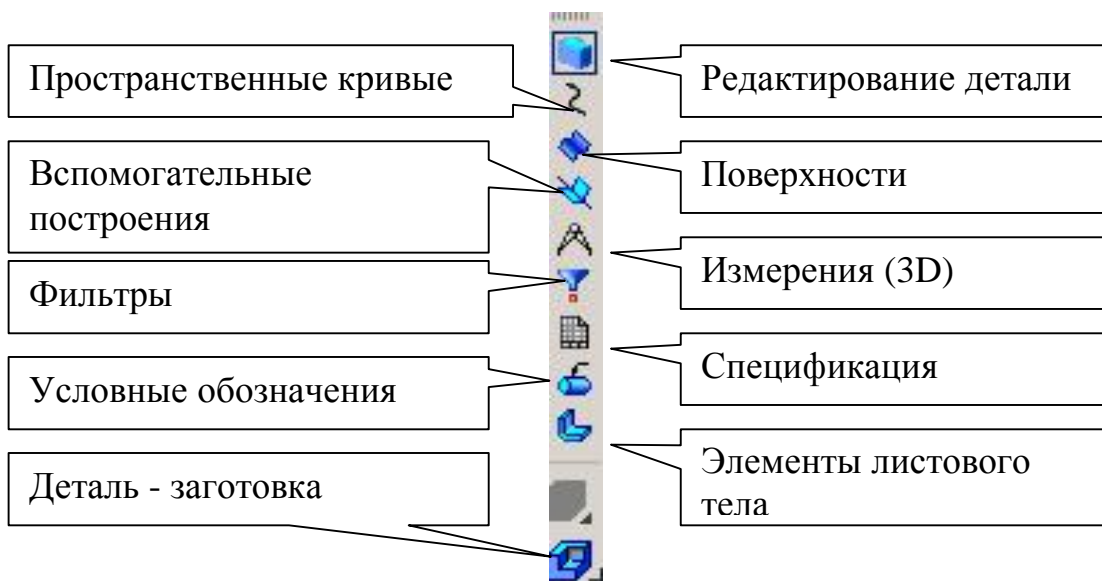 Пространственные кривые
Редактирование детали
Вспомогательные
построения
Поверхности
Измерения (3D)
Фильтры
Спецификация
Условные обозначения
Элементы листового
тела
Деталь - заготовка